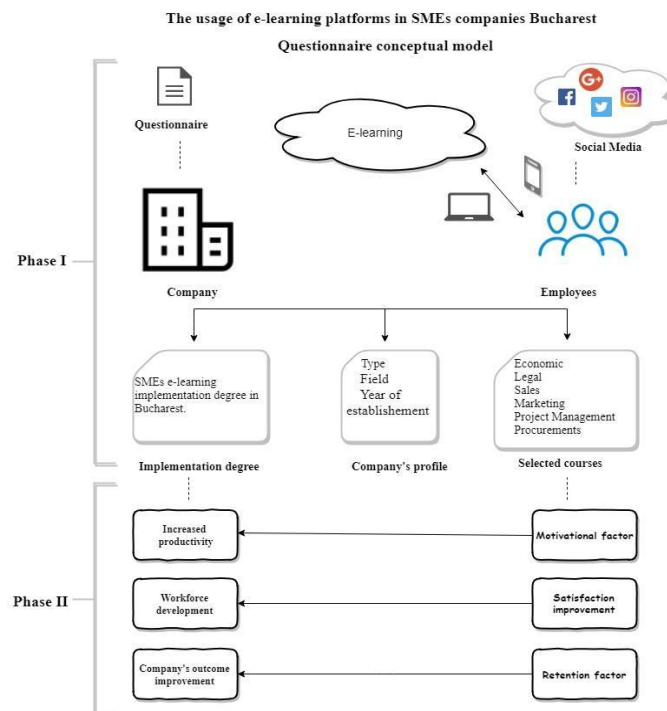 The usage of e-learning platforms in SMEs companies Bucharest
Questionnaire conceptual model
Questionnaire
E-learning
G+
Social Media
Phase I
Company
Employees
SMEs e-learning
implementation degree in
Bucharest.
Type
Field
Year of
establishement
Economic
Legal
Sales
Marketing
Project Management
Procurements
Implementation degree
Company's profile
Selected courses
Phase II
Increased
productivity
Motivational factor
Workforce
development
Satisfaction
improvement
Company's outcome
improvement
Retention factor